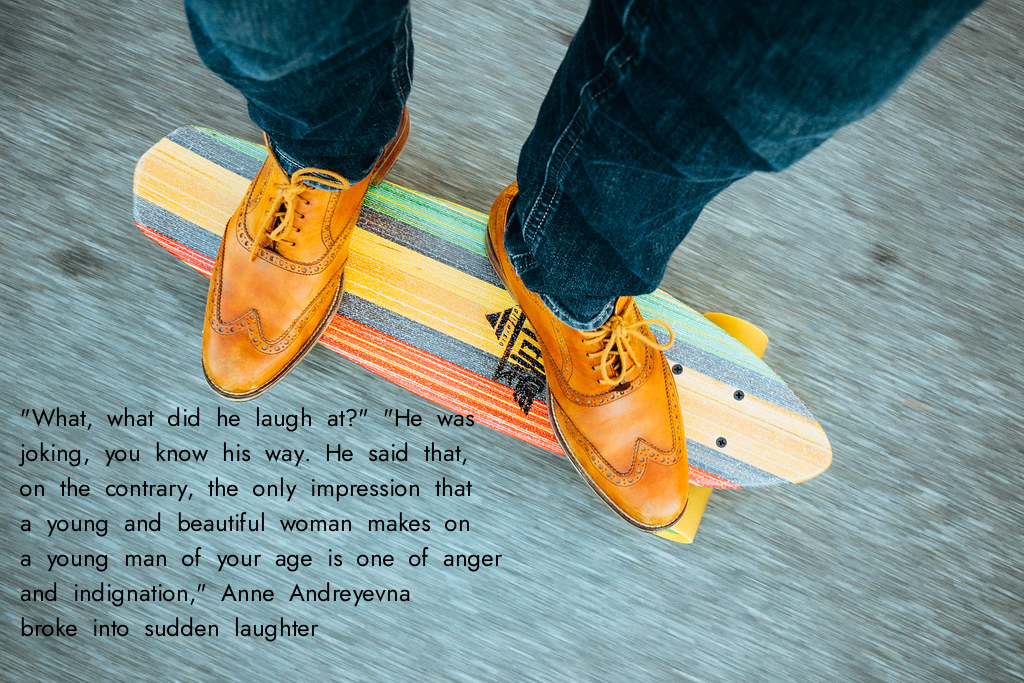 "What, what did he laugh at?" "He was
joking, you know his way. He said that,
on the contrary, the only impression that
a young and beautiful woman makes on
a young man of your age is one of anger
and indignation," Anne Andreyevna
broke into sudden laughter